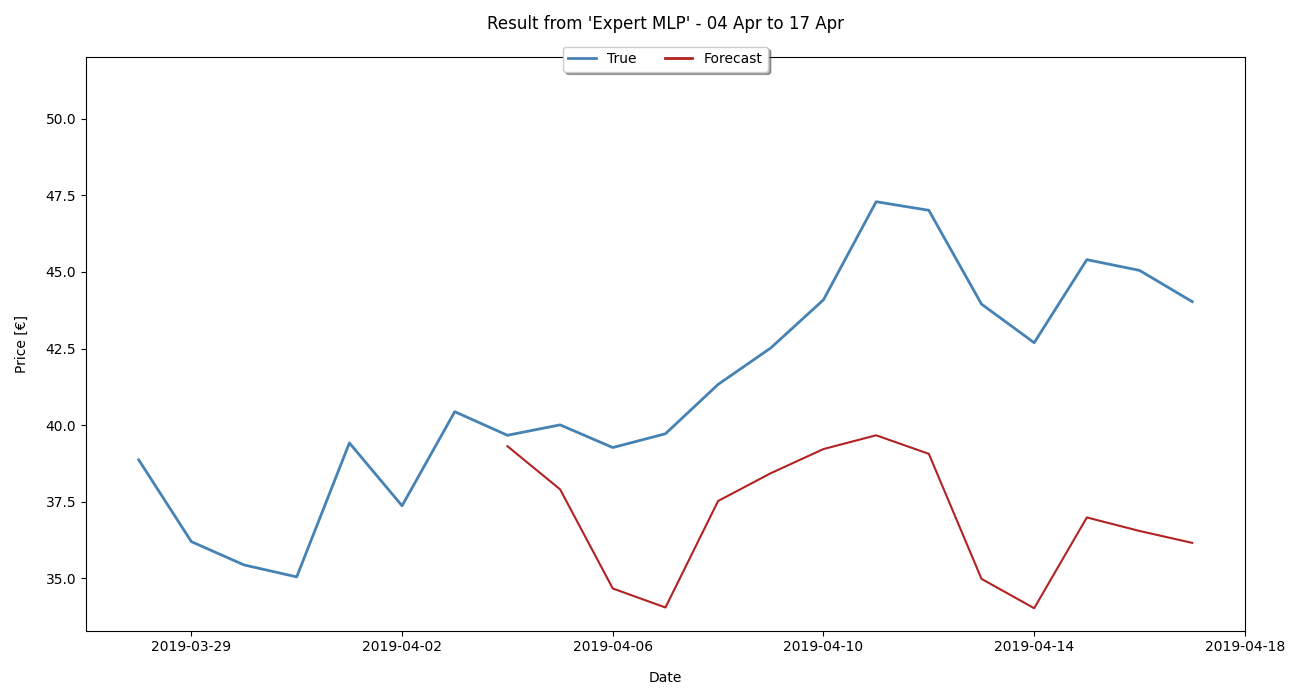 Result from 'Expert MLP' - 04 Apr to 17 Apr
True
Forecast
50.0
47.5
45.0
42.5
40.0
37.5
35.0
Price [€]
2019-03-29
2019-04-02
2019-04-06
2019-04-10
2019-04-14
2019-04-18
Date